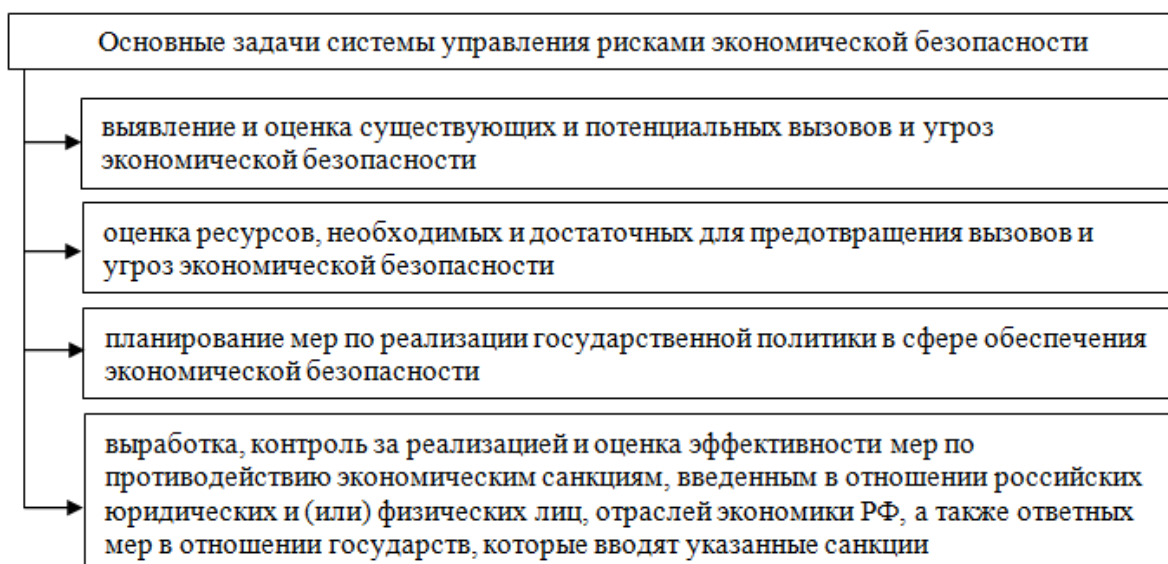 Основные задачи системы управления рисками экономической безопасности
выявление и оценка существующих и потенциальных вызовов и угроз
экономической безопасности
оценка ресурсов, необходимых и достаточных для предотвращения вызовов и
угроз экономической безопасности
планирование мер по реализации государственной политики в сфере обеспечения
экономической безопасности
выработка, контроль за реализацией и оценка эффективности мер по
противодействию экономическим санкциям, введенным в отношении российских
юридических и (или) физических лиц, отраслей экономики РФ, а также ответных
мер в отношении государств, которые вводят указанные санкции